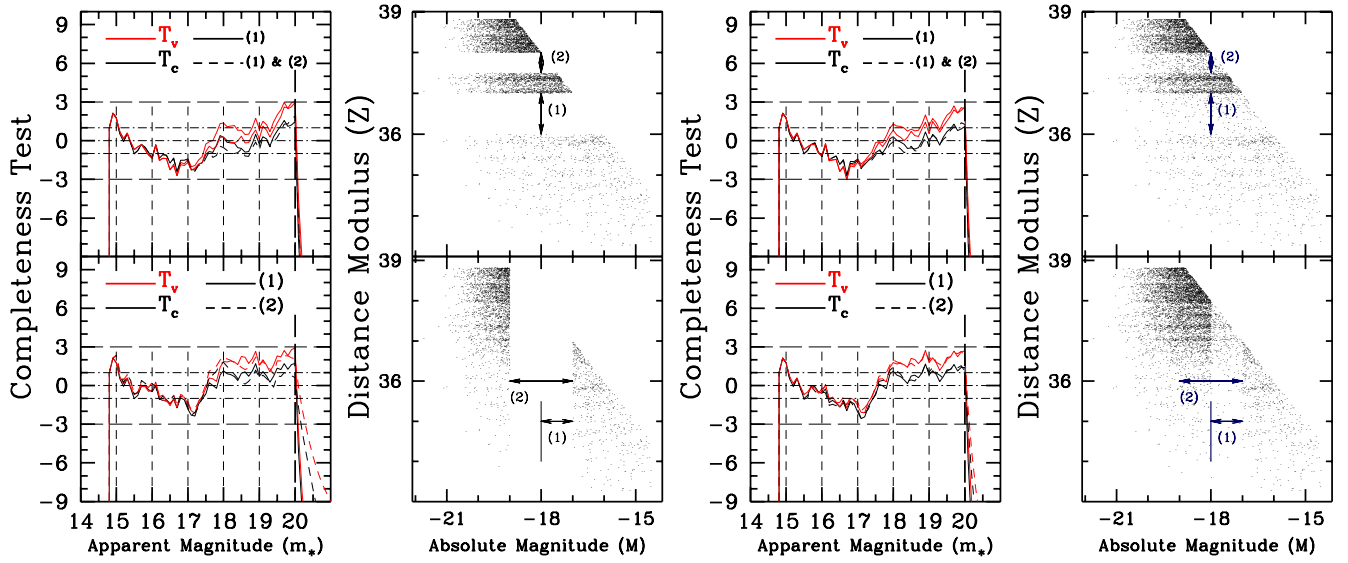 Completeness Test
9
6
3
0
−3
−6
T_v (1)
T_c (1) & (2)
9
6
3
0
−3
−6
−9
T_v (1)
T_c (2)
14 15 16 17 18 19 20
Apparent Magnitude (m_*)
Distance Modulus (Z)
39
36
(2)
(1)
39
36
(2)
(1)
−21 −18 −15
Absolute Magnitude (M)
Completeness Test
9
6
3
0
−3
−6
T_v (1)
T_c (1) & (2)
9
6
3
0
−3
−6
−9
T_v (1)
T_c (2)
14 15 16 17 18 19 20
Apparent Magnitude (m_*)
Distance Modulus (Z)
39
36
(2)
(1)
39
36
(2)
(1)
−21 −18 −15
Absolute Magnitude (M)